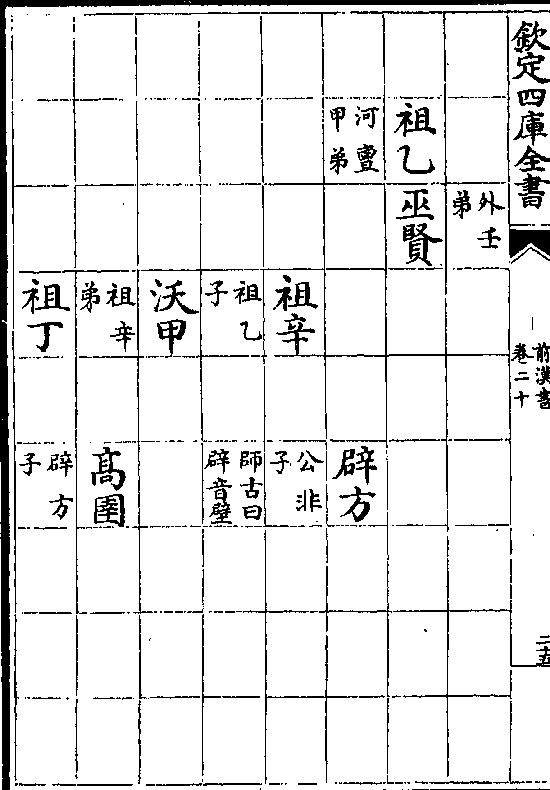 欽定四庫全書
前漢書
卷二十
二五
外壬
弟
祖乙
巫賢
河亶
甲弟
辟方
祖辛
公非
子
祖乙
子
師古曰
辟音壁
沃甲
祖辛
弟
髙圉
祖丁
辟方
子